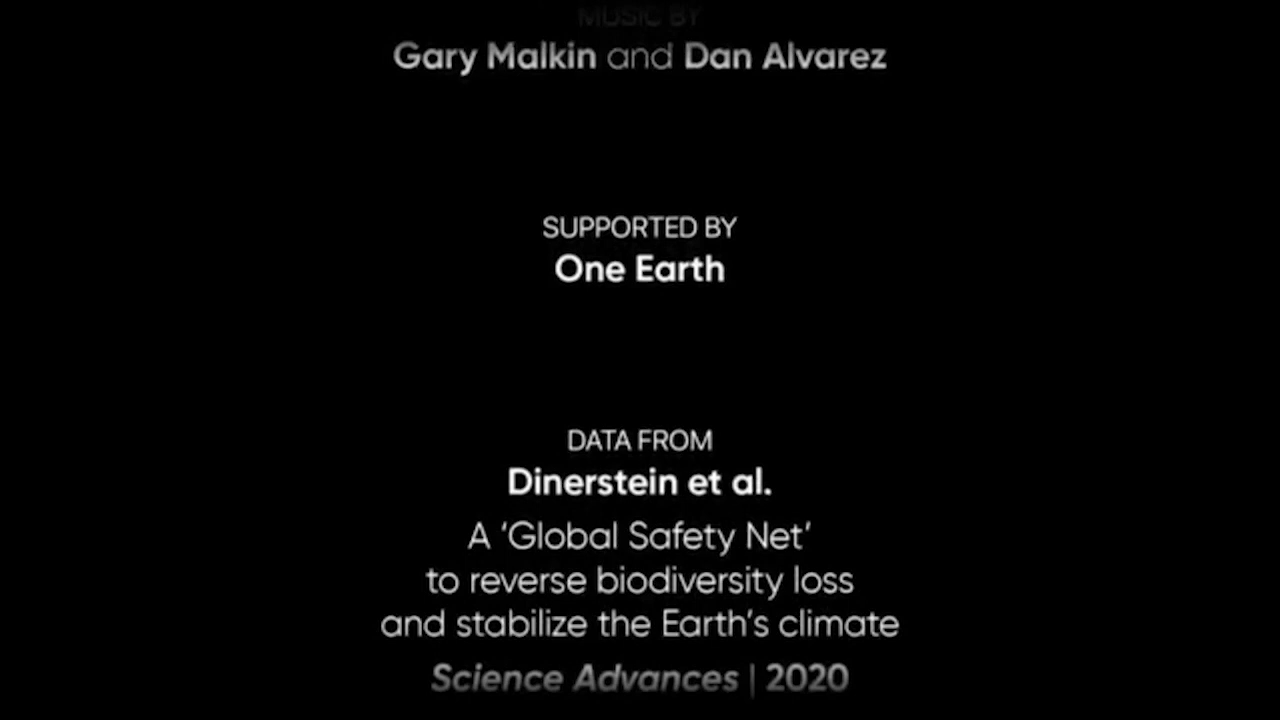 MUSIC BY
Gary Malkin and Dan Alvarez
SUPPORTED BY
One Earth
DATA FROM
Dinerstein et al.
A ‘Global Safety Net’
to reverse biodiversity loss
and stabilize the Earth’s climate
Science Advances | 2020